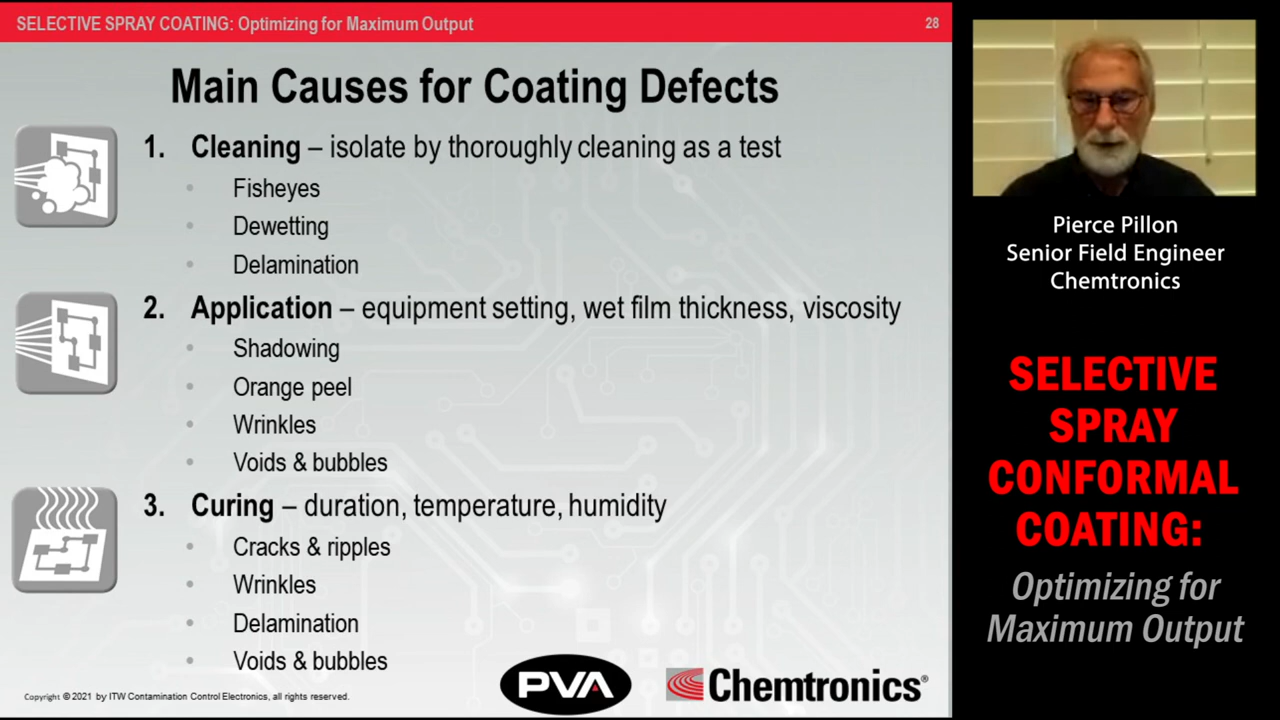 SELECTIVE SPRAY COATING: Optimizing for Maximum Output
28
Main Causes for Coating Defects
1. Cleaning – isolate by thoroughly cleaning as a test
• Fisheyes
• Dewetting
• Delamination
2. Application – equipment setting, wet film thickness, viscosity
• Shadowing
• Orange peel
• Wrinkles
• Voids & bubbles
3. Curing – duration, temperature, humidity
• Cracks & ripples
• Wrinkles
• Delamination
• Voids & bubbles
Copyright © 2021 by ITW Contamination Control Electronics, all rights reserved.
PVA
Chemtronics®
Pierce Pillon
Senior Field Engineer
Chemtronics
SELECTIVE
SPRAY
CONFORMAL
COATING:
Optimizing for
Maximum Output